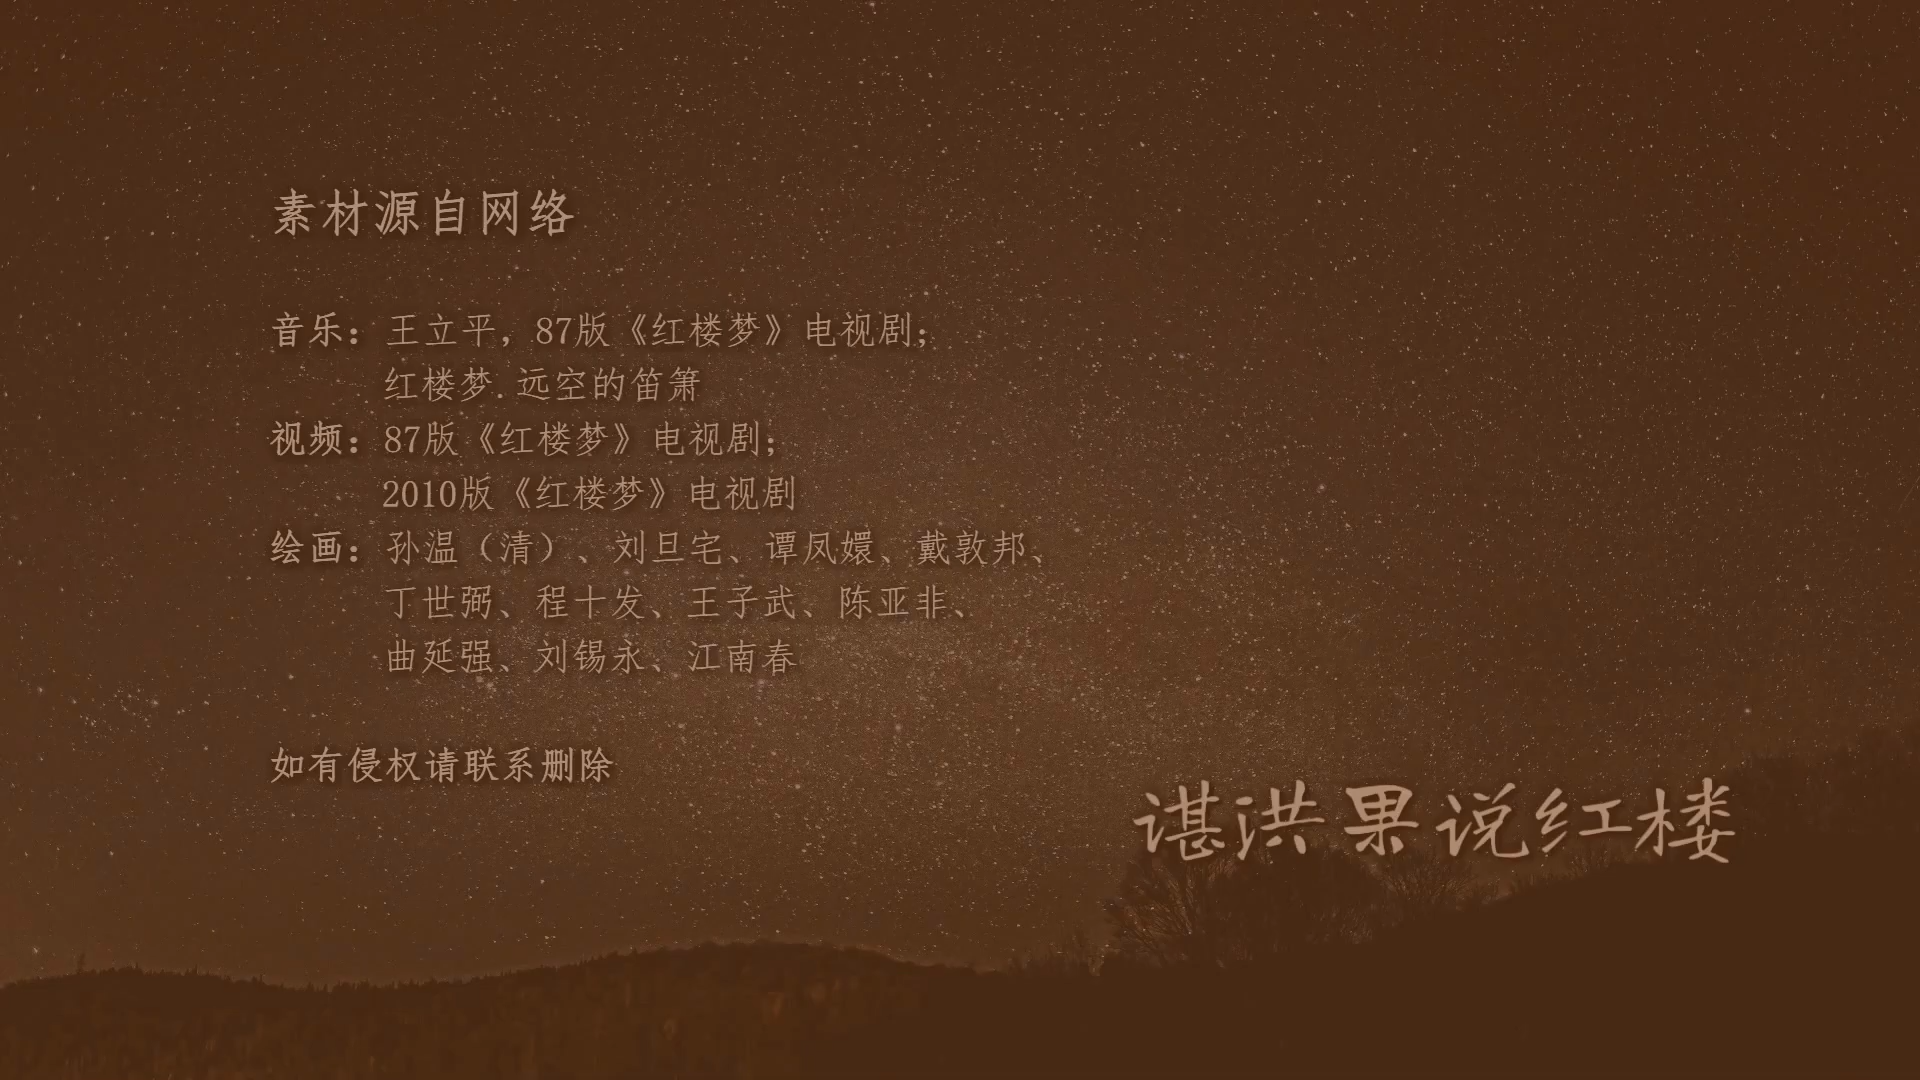 素材源自网络
音乐：王立平，87版《红楼梦》电视剧；
红楼梦.远空的笛箫
视频：87版《红楼梦》电视剧；
2010版《红楼梦》电视剧
绘画：孙温（清）、刘旦宅、谭凤嬛、戴敦邦、
丁世弼、程十发、王子武、陈亚非、
曲延强、刘锡永、江南春
如有侵权请联系删除
谌洪果说红楼